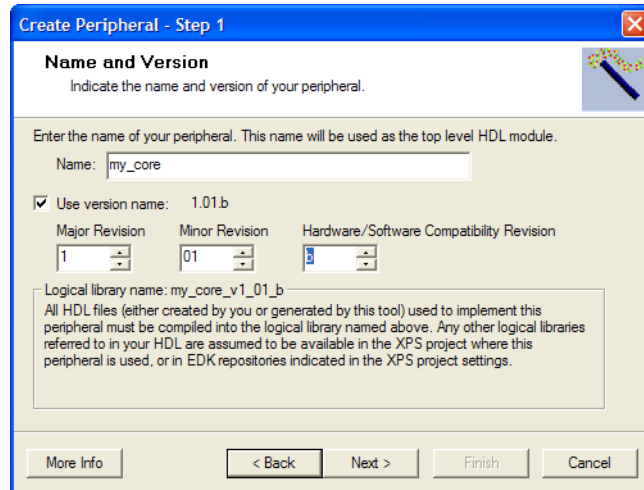 Create Peripheral - Step 1
Name and Version
Indicate the name and version of your peripheral.
Enter the name of your peripheral. This name will be used as the top level HDL module.
Name: my_core
Use version name: 1.01.b
Major Revision Minor Revision Hardware/Software Compatibility Revision
1 01 b
Logical library name: my_core_v1_01_b
All HDL files (either created by you or generated by this tool) used to implement this
peripheral must be compiled into the logical library named above. Any other logical libraries
referred to in your HDL are assumed to be available in the XPS project where this
peripheral is used, or in EDK repositories indicated in the XPS project settings.
More Info < Back Next > Finish Cancel